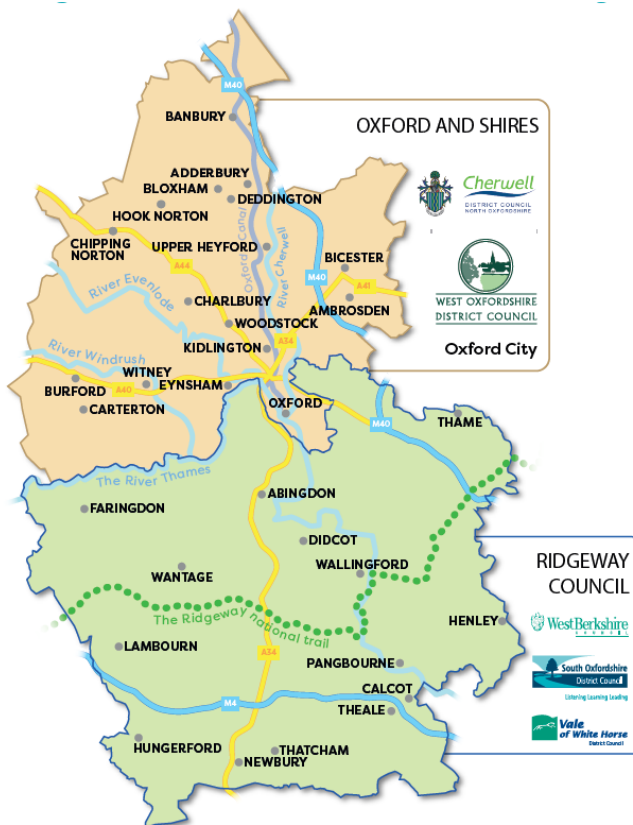 M40
BANBURY
OXFORD AND SHIRES
ADDERBURY
BLOXHAM
DEDDINGTON
HOOK NORTON
Cherwell
DISTRICT COUNCIL
NORTH OXFORDSHIRE
CHIPPING
NORTON
UPPER HEYFORD
Oxford Canal
River Cherwell
A44
BICESTER
M40
A41
River Evenlode
CHARLBURY
AMBROSDEN
WEST OXFORDSHIRE
DISTRICT COUNCIL
WOODSTOCK
A34
KIDLINGTON
Oxford City
River Windrush
WITNEY
EYNSHAM
BURFORD
A40
CARTERTON
OXFORD
M40
THAME
The River Thames
ABINGDON
FARINGDON
DIDCOT
WALLINGFORD
WANTAGE
RIDGEWAY
COUNCIL
The Ridgeway national trail
HENLEY
West Berkshire
COUNCIL
LAMBOURN
A34
PANGBOURNE
South Oxfordshire
District Council
Listening Learning Leading
CALCOT
M4
THEALE
Vale
of White Horse
District Council
HUNGERFORD
THATCHAM
NEWBURY